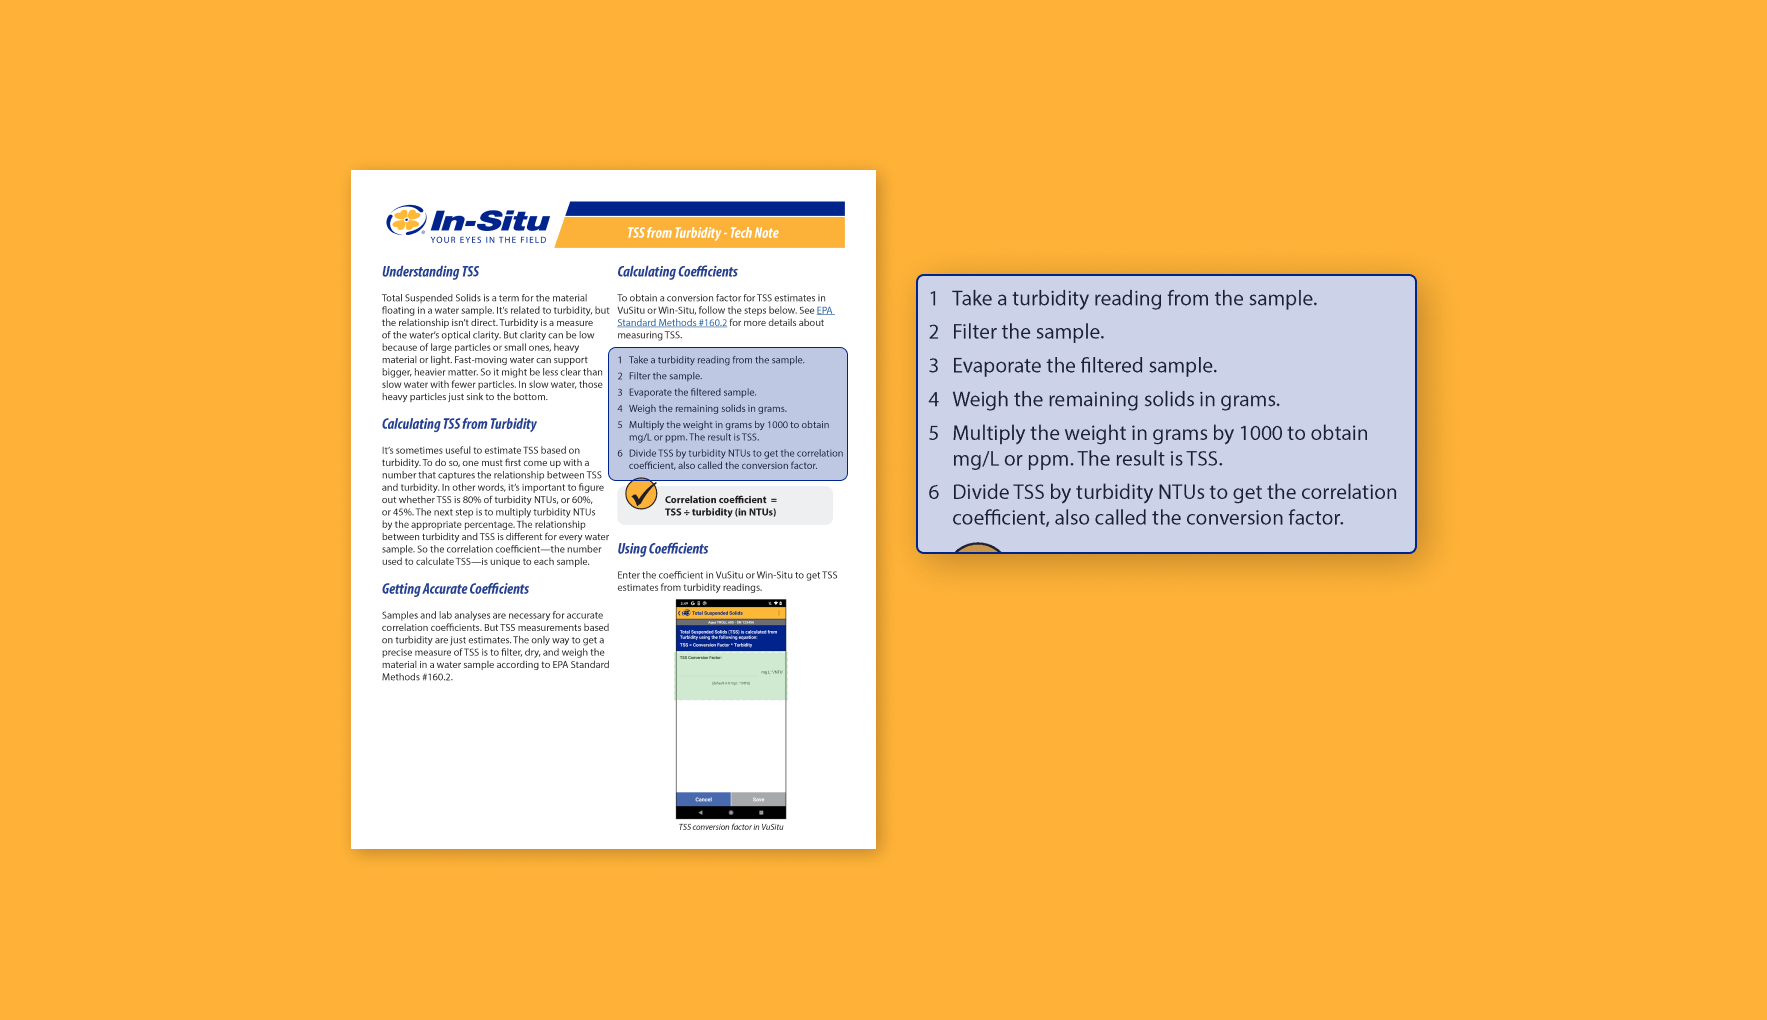 In-Situ
YOUR EYES IN THE FIELD
TSS from Turbidity - Tech Note
Understanding TSS
Total Suspended Solids is a term for the material
floating in a water sample. It's related to turbidity, but
the relationship isn't direct. Turbidity is a measure
of the water's optical clarity. But clarity can be low
because of large particles or small ones, heavy
material or light. Fast-moving water can support
bigger, heavier matter. So it might be less clear than
slow water with fewer particles. In slow water, those
heavy particles just sink to the bottom.
Calculating TSS from Turbidity
It's sometimes useful to estimate TSS based on
turbidity. To do so, one must first come up with a
number that captures the relationship between TSS
and turbidity. In other words, it's important to figure
out whether TSS is 80% of turbidity NTUs, or 60%,
or 45%. The next step is to multiply turbidity NTUs
by the appropriate percentage. The relationship
between turbidity and TSS is different for every water
sample. So the correlation coefficient—the number
used to calculate TSS—is unique to each sample.
Getting Accurate Coefficients
Samples and lab analyses are necessary for accurate
correlation coefficients. But TSS measurements based
on turbidity are just estimates. The only way to get a
precise measure of TSS is to filter, dry, and weigh the
material in a water sample according to EPA Standard
Methods #160.2.
Calculating Coefficients
To obtain a conversion factor for TSS estimates in
VuSitu or Win-Situ, follow the steps below. See EPA
Standard Methods #160.2 for more details about
measuring TSS.
1 Take a turbidity reading from the sample.
2 Filter the sample.
3 Evaporate the filtered sample.
4 Weigh the remaining solids in grams.
5 Multiply the weight in grams by 1000 to obtain
mg/L or ppm. The result is TSS.
6 Divide TSS by turbidity NTUs to get the correlation
coefficient, also called the conversion factor.
Correlation coefficient =
TSS ÷ turbidity (in NTUs)
Using Coefficients
Enter the coefficient in VuSitu or Win-Situ to get TSS
estimates from turbidity readings.
Total Suspended Solids
Total Suspended Solids (TSS) is calculated from
Turbidity using the following equation:
TSS = Conversion Factor * Turbidity
TSS Conversion Factor:
Cancel
Save
TSS conversion factor in VuSitu
1 Take a turbidity reading from the sample.
2 Filter the sample.
3 Evaporate the filtered sample.
4 Weigh the remaining solids in grams.
5 Multiply the weight in grams by 1000 to obtain
mg/L or ppm. The result is TSS.
6 Divide TSS by turbidity NTUs to get the correlation
coefficient, also called the conversion factor.